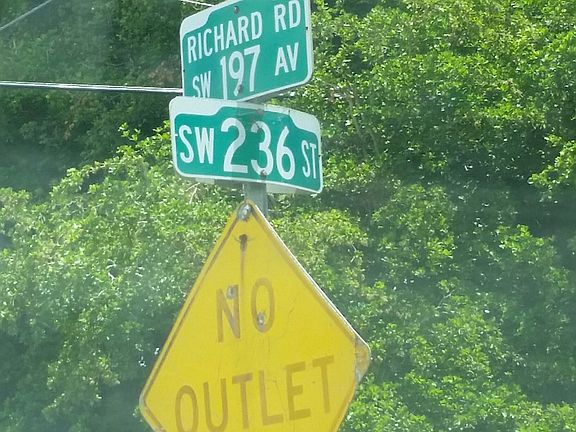 RICHARD RD
SW 197 AV
SW 236 ST
NO
OUTLET